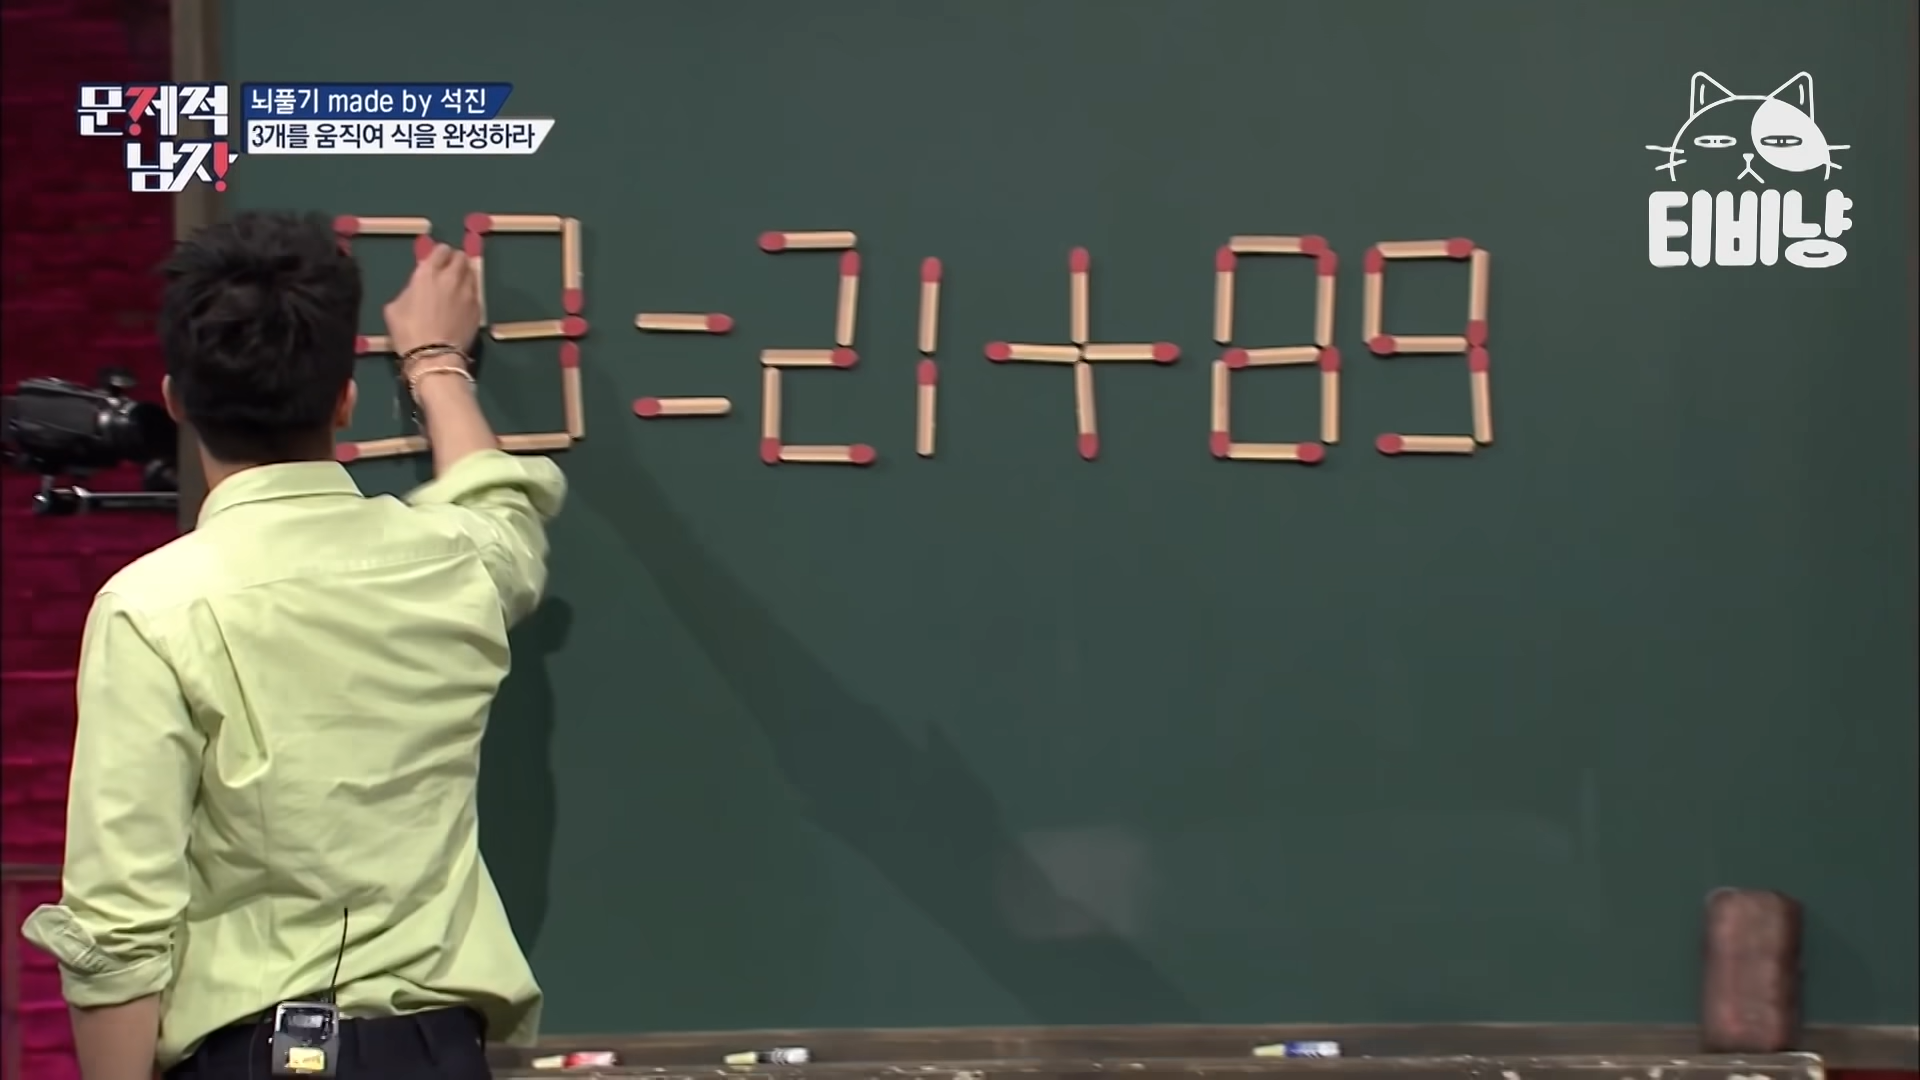 문제적
남자
뇌풀기 made by 석진
3개를 움직여 식을 완성하라
티비냥
9=21+89